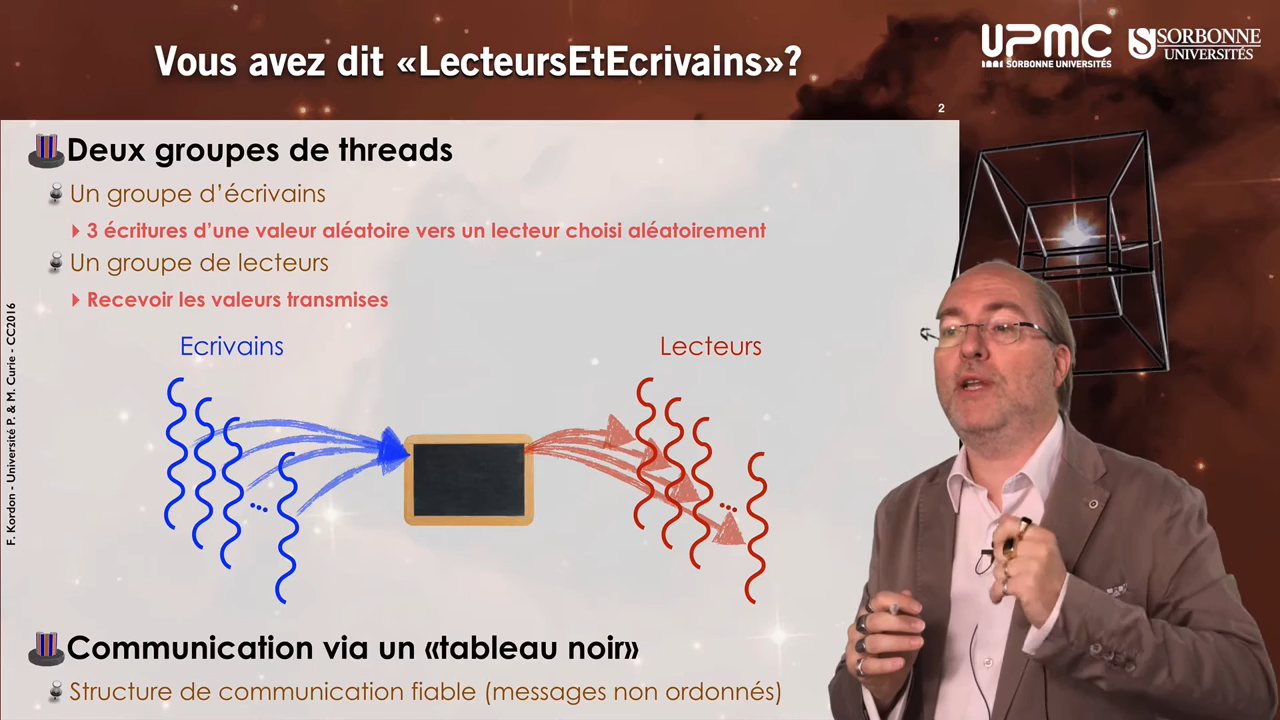 Vous avez dit «LecteursEtEcrivains»?
UPMC
SORBONNE UNIVERSITÉS
SORBONNE
UNIVERSITÉS
2
Deux groupes de threads
Un groupe d'écrivains
3 écritures d'une valeur aléatoire vers un lecteur choisi aléatoirement
Un groupe de lecteurs
Recevoir les valeurs transmises
Ecrivains
Lecteurs
...
...
Communication via un «tableau noir»
Structure de communication fiable (messages non ordonnés)
F. Kordon - Université P. & M. Curie - CC2016